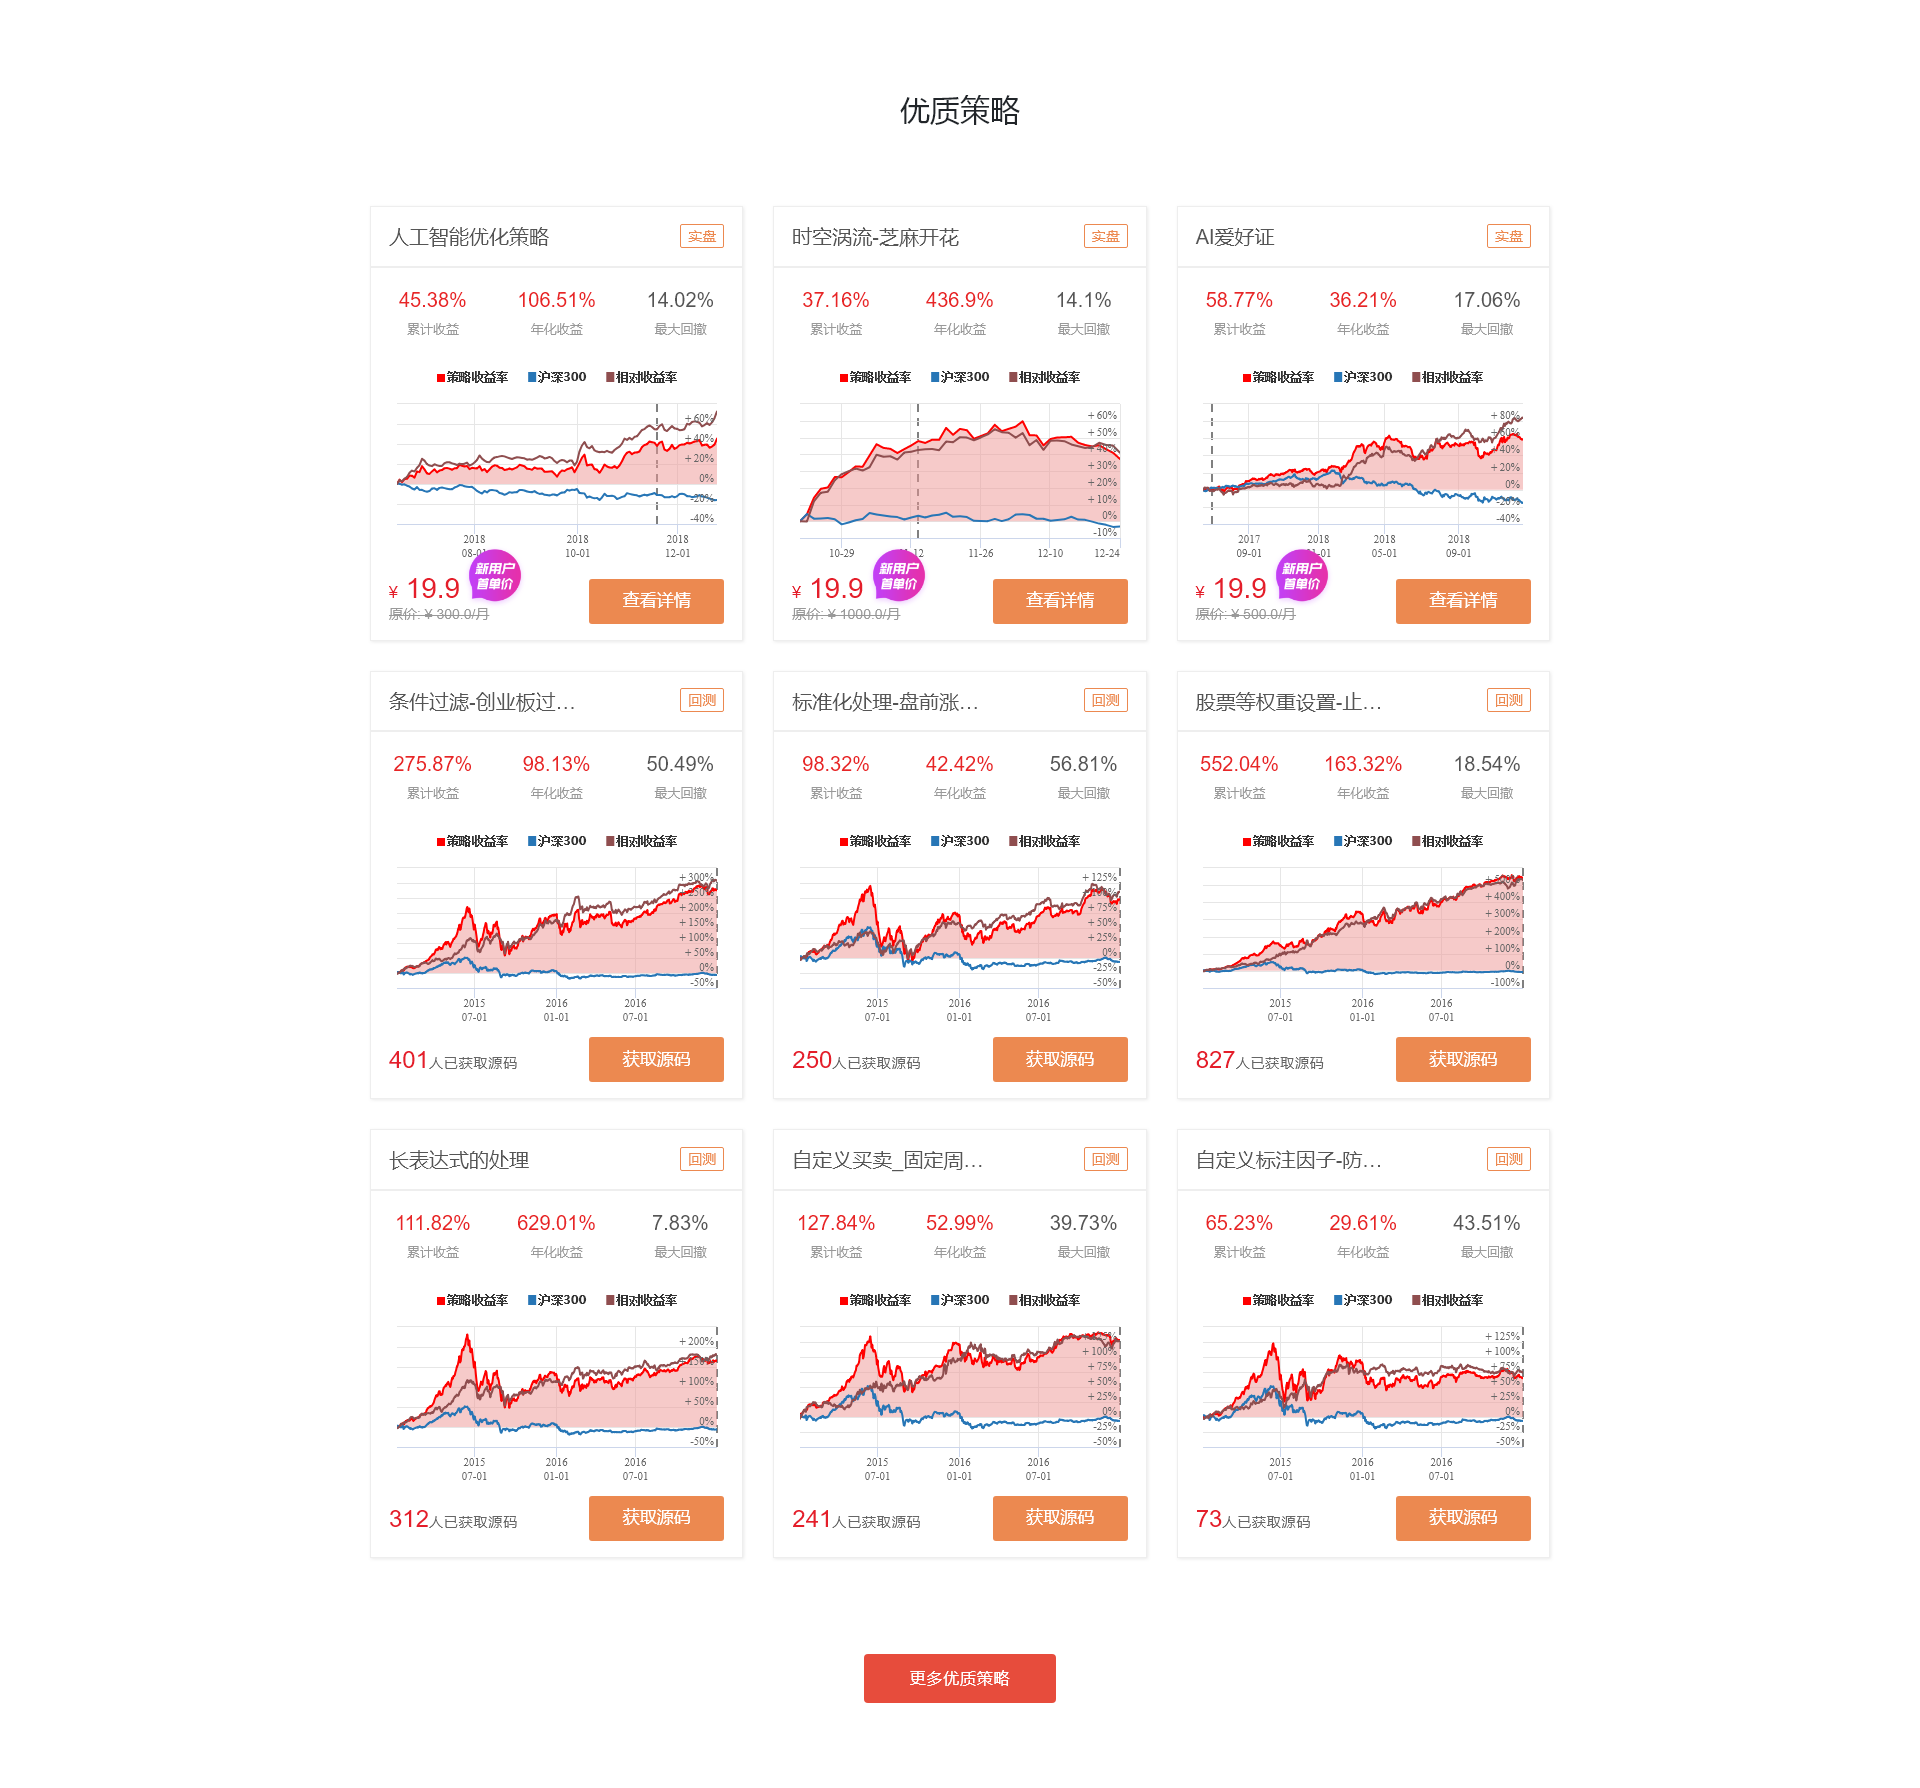 优质策略
人工智能优化策略 实盘
45.38% 106.51% 14.02%
累计收益 年化收益 最大回撤
策略收益率 沪深300 相对收益率
+60%
+40%
+20%
0%
-20%
-40%
2018 2018 2018
08-01 10-01 12-01
新用户
首单价
¥ 19.9
原价: ¥ 300.0/月
查看详情
时空涡流-芝麻开花 实盘
37.16% 436.9% 14.1%
累计收益 年化收益 最大回撤
策略收益率 沪深300 相对收益率
+60%
+50%
+40%
+30%
+20%
+10%
0%
-10%
10-29 11-12 11-26 12-10 12-24
新用户
首单价
¥ 19.9
原价: ¥ 1000.0/月
查看详情
AI爱好证 实盘
58.77% 36.21% 17.06%
累计收益 年化收益 最大回撤
策略收益率 沪深300 相对收益率
+80%
+60%
+40%
+20%
0%
-20%
-40%
2017 2018 2018 2018
09-01 01-01 05-01 09-01
新用户
首单价
¥ 19.9
原价: ¥ 500.0/月
查看详情
条件过滤-创业板过… 回测
275.87% 98.13% 50.49%
累计收益 年化收益 最大回撤
策略收益率 沪深300 相对收益率
+300%
+250%
+200%
+150%
+100%
+50%
0%
-50%
2015 2016 2016
07-01 01-01 07-01
401人已获取源码
获取源码
标准化处理-盘前涨… 回测
98.32% 42.42% 56.81%
累计收益 年化收益 最大回撤
策略收益率 沪深300 相对收益率
+125%
+100%
+75%
+50%
+25%
0%
-25%
-50%
2015 2016 2016
07-01 01-01 07-01
250人已获取源码
获取源码
股票等权重设置-止… 回测
552.04% 163.32% 18.54%
累计收益 年化收益 最大回撤
策略收益率 沪深300 相对收益率
+500%
+400%
+300%
+200%
+100%
0%
-100%
2015 2016 2016
07-01 01-01 07-01
827人已获取源码
获取源码
长表达式的处理 回测
111.82% 629.01% 7.83%
累计收益 年化收益 最大回撤
策略收益率 沪深300 相对收益率
+200%
+150%
+100%
+50%
0%
-50%
2015 2016 2016
07-01 01-01 07-01
312人已获取源码
获取源码
自定义买卖_固定周… 回测
127.84% 52.99% 39.73%
累计收益 年化收益 最大回撤
策略收益率 沪深300 相对收益率
+125%
+100%
+75%
+50%
+25%
0%
-25%
-50%
2015 2016 2016
07-01 01-01 07-01
241人已获取源码
获取源码
自定义标注因子-防… 回测
65.23% 29.61% 43.51%
累计收益 年化收益 最大回撤
策略收益率 沪深300 相对收益率
+125%
+100%
+75%
+50%
+25%
0%
-25%
-50%
2015 2016 2016
07-01 01-01 07-01
73人已获取源码
获取源码
更多优质策略